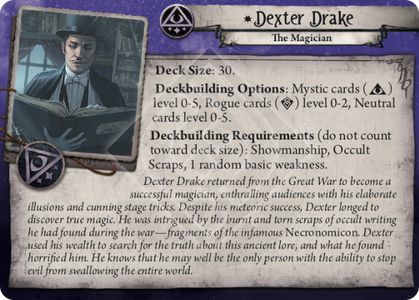 *Dexter Drake
The Magician
Deck Size: 30.
Deckbuilding Options: Mystic cards ( )
level 0-5, Rogue cards ( ) level 0-2, Neutral
cards level 0-5.
Deckbuilding Requirements (do not count
toward deck size): Showmanship, Occult
Scraps, 1 random basic weakness.
Dexter Drake returned from the Great War to become a
successful magician, enthralling audiences with his elaborate
illusions and cunning stage tricks. Despite his meteoric success, Dexter longed to
discover true magic. He was intrigued by the burnt and torn scraps of occult writing
he had found during the war—fragments of the infamous Necronomicon. Dexter
used his wealth to search for the truth about this ancient lore, and what he found
horrified him. He knows that he may well be the only person with the ability to stop
evil from swallowing the entire world.